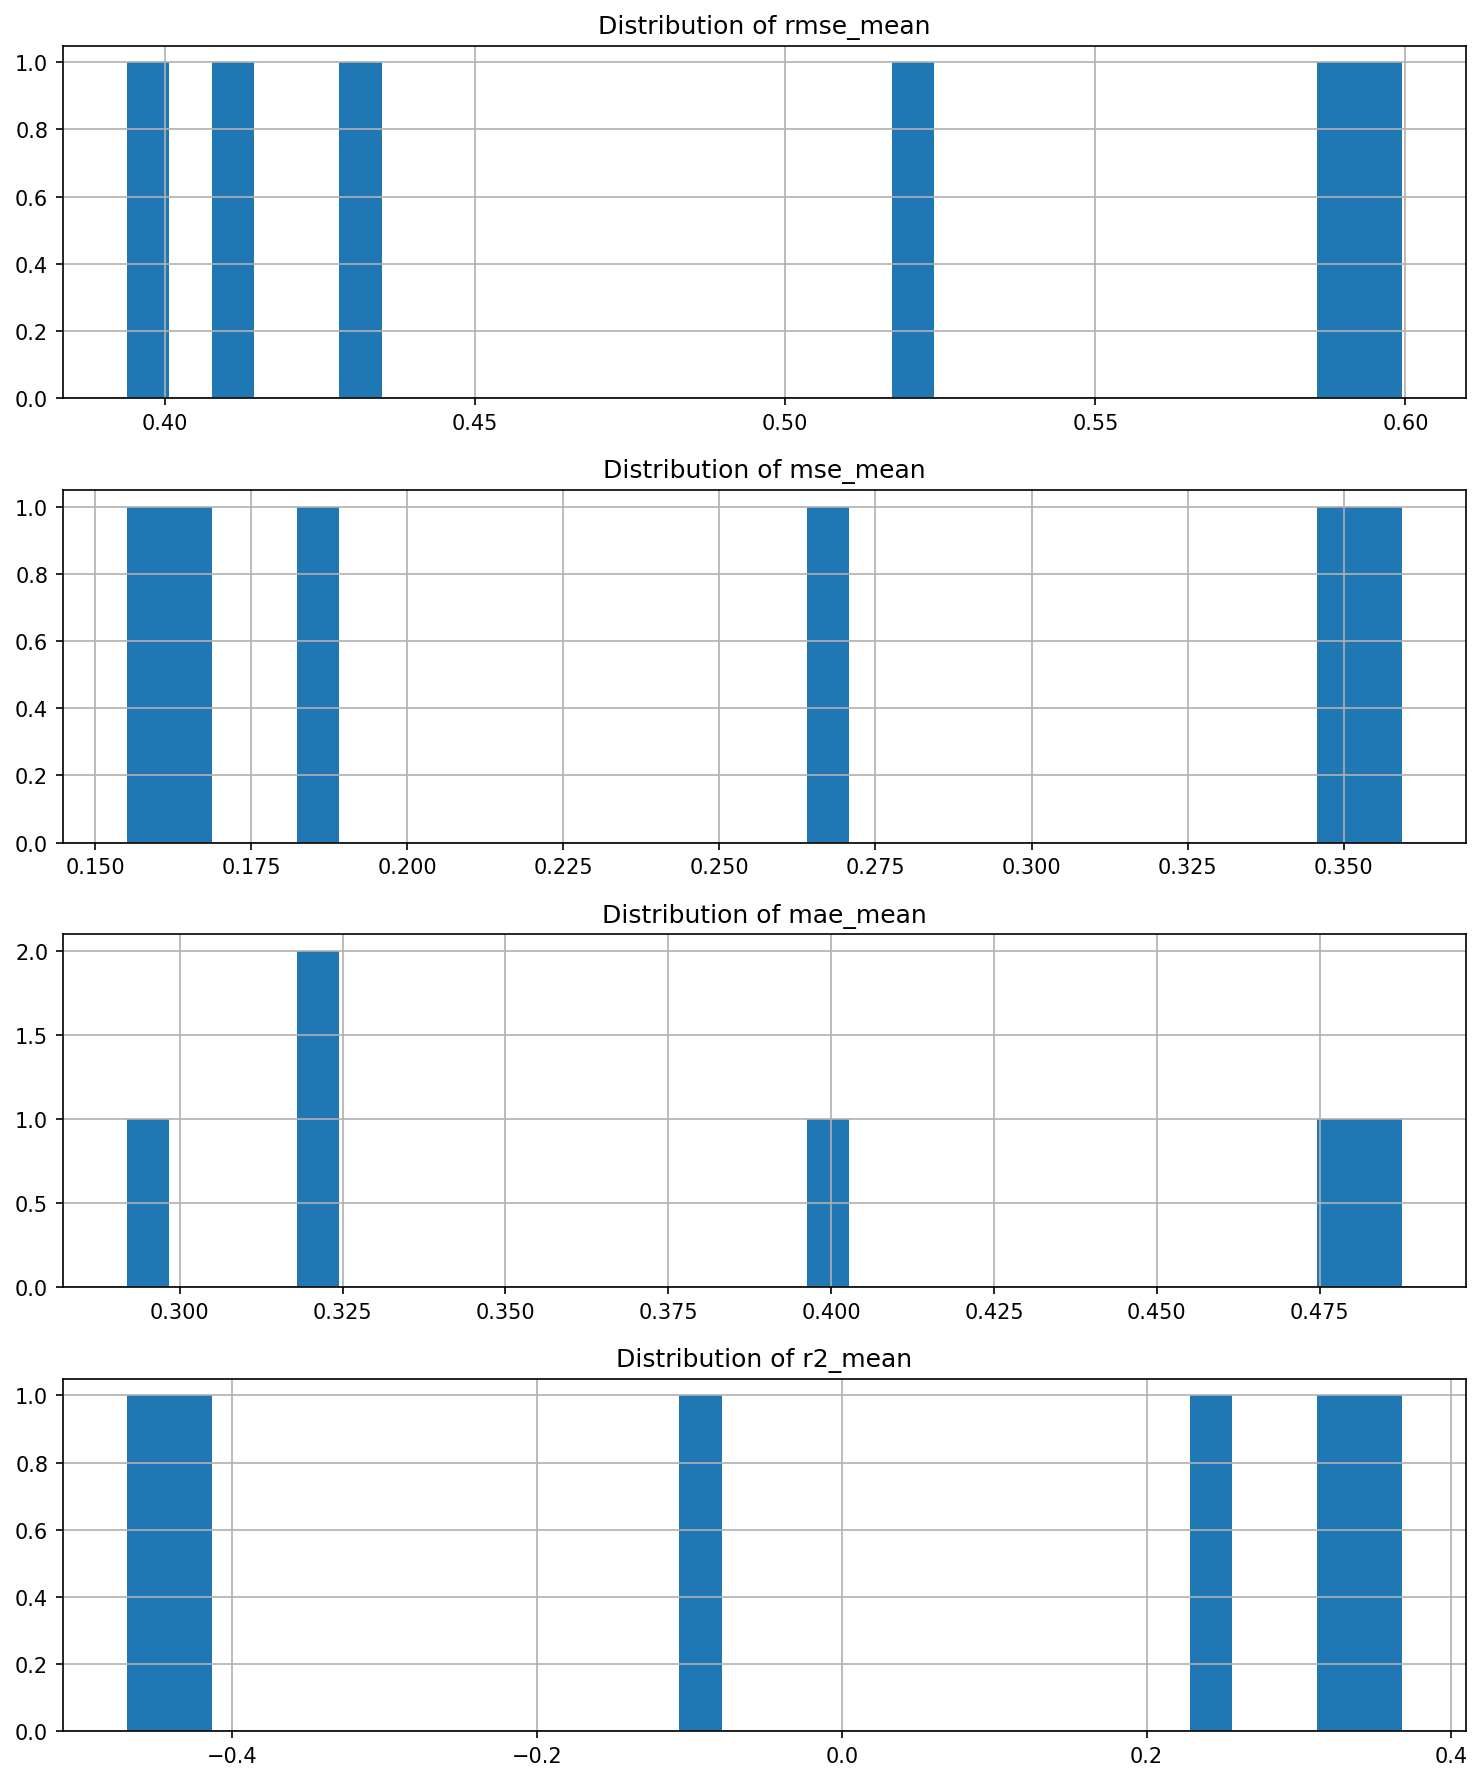 Distribution of rmse_mean
1.0
0.8
0.6
0.4
0.2
0.0
0.40 0.45 0.50 0.55 0.60
Distribution of mse_mean
1.0
0.8
0.6
0.4
0.2
0.0
0.150 0.175 0.200 0.225 0.250 0.275 0.300 0.325 0.350
Distribution of mae_mean
2.0
1.5
1.0
0.5
0.0
0.300 0.325 0.350 0.375 0.400 0.425 0.450 0.475
Distribution of r2_mean
1.0
0.8
0.6
0.4
0.2
0.0
−0.4 −0.2 0.0 0.2 0.4